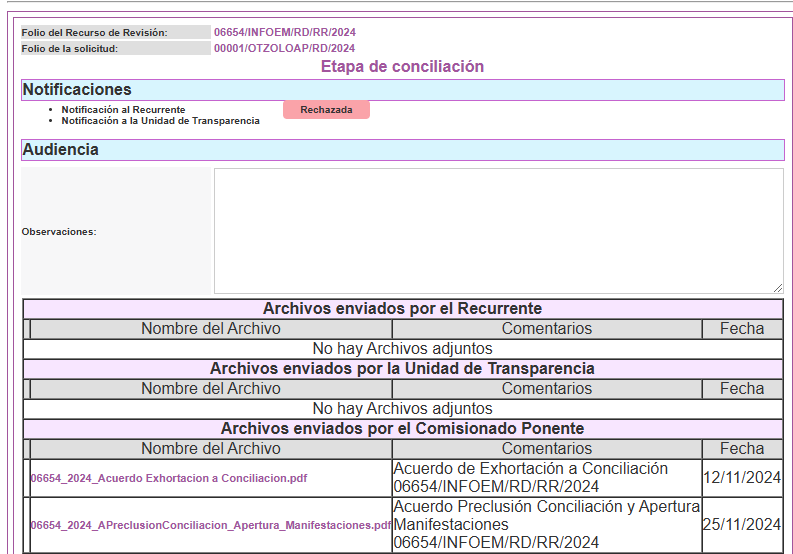 Folio del Recurso de Revisión: 06654/INFOEM/RD/RR/2024
Folio de la solicitud: 00001/OTZOLOAP/RD/2024
Etapa de conciliación
Notificaciones
Notificación al Recurrente Rechazada
Notificación a la Unidad de Transparencia
Audiencia
Observaciones:
Archivos enviados por el Recurrente
Nombre del Archivo Comentarios Fecha
No hay Archivos adjuntos
Archivos enviados por la Unidad de Transparencia
Nombre del Archivo Comentarios Fecha
No hay Archivos adjuntos
Archivos enviados por el Comisionado Ponente
Nombre del Archivo Comentarios Fecha
06654_2024_Acuerdo Exhortacion a Conciliacion.pdf Acuerdo de Exhortación a Conciliación 12/11/2024
06654/INFOEM/RD/RR/2024
06654_2024_APreclusionConciliacion_Apertura_Manifestaciones.pdf Acuerdo Preclusión Conciliación y Apertura 25/11/2024
Manifestaciones
06654/INFOEM/RD/RR/2024